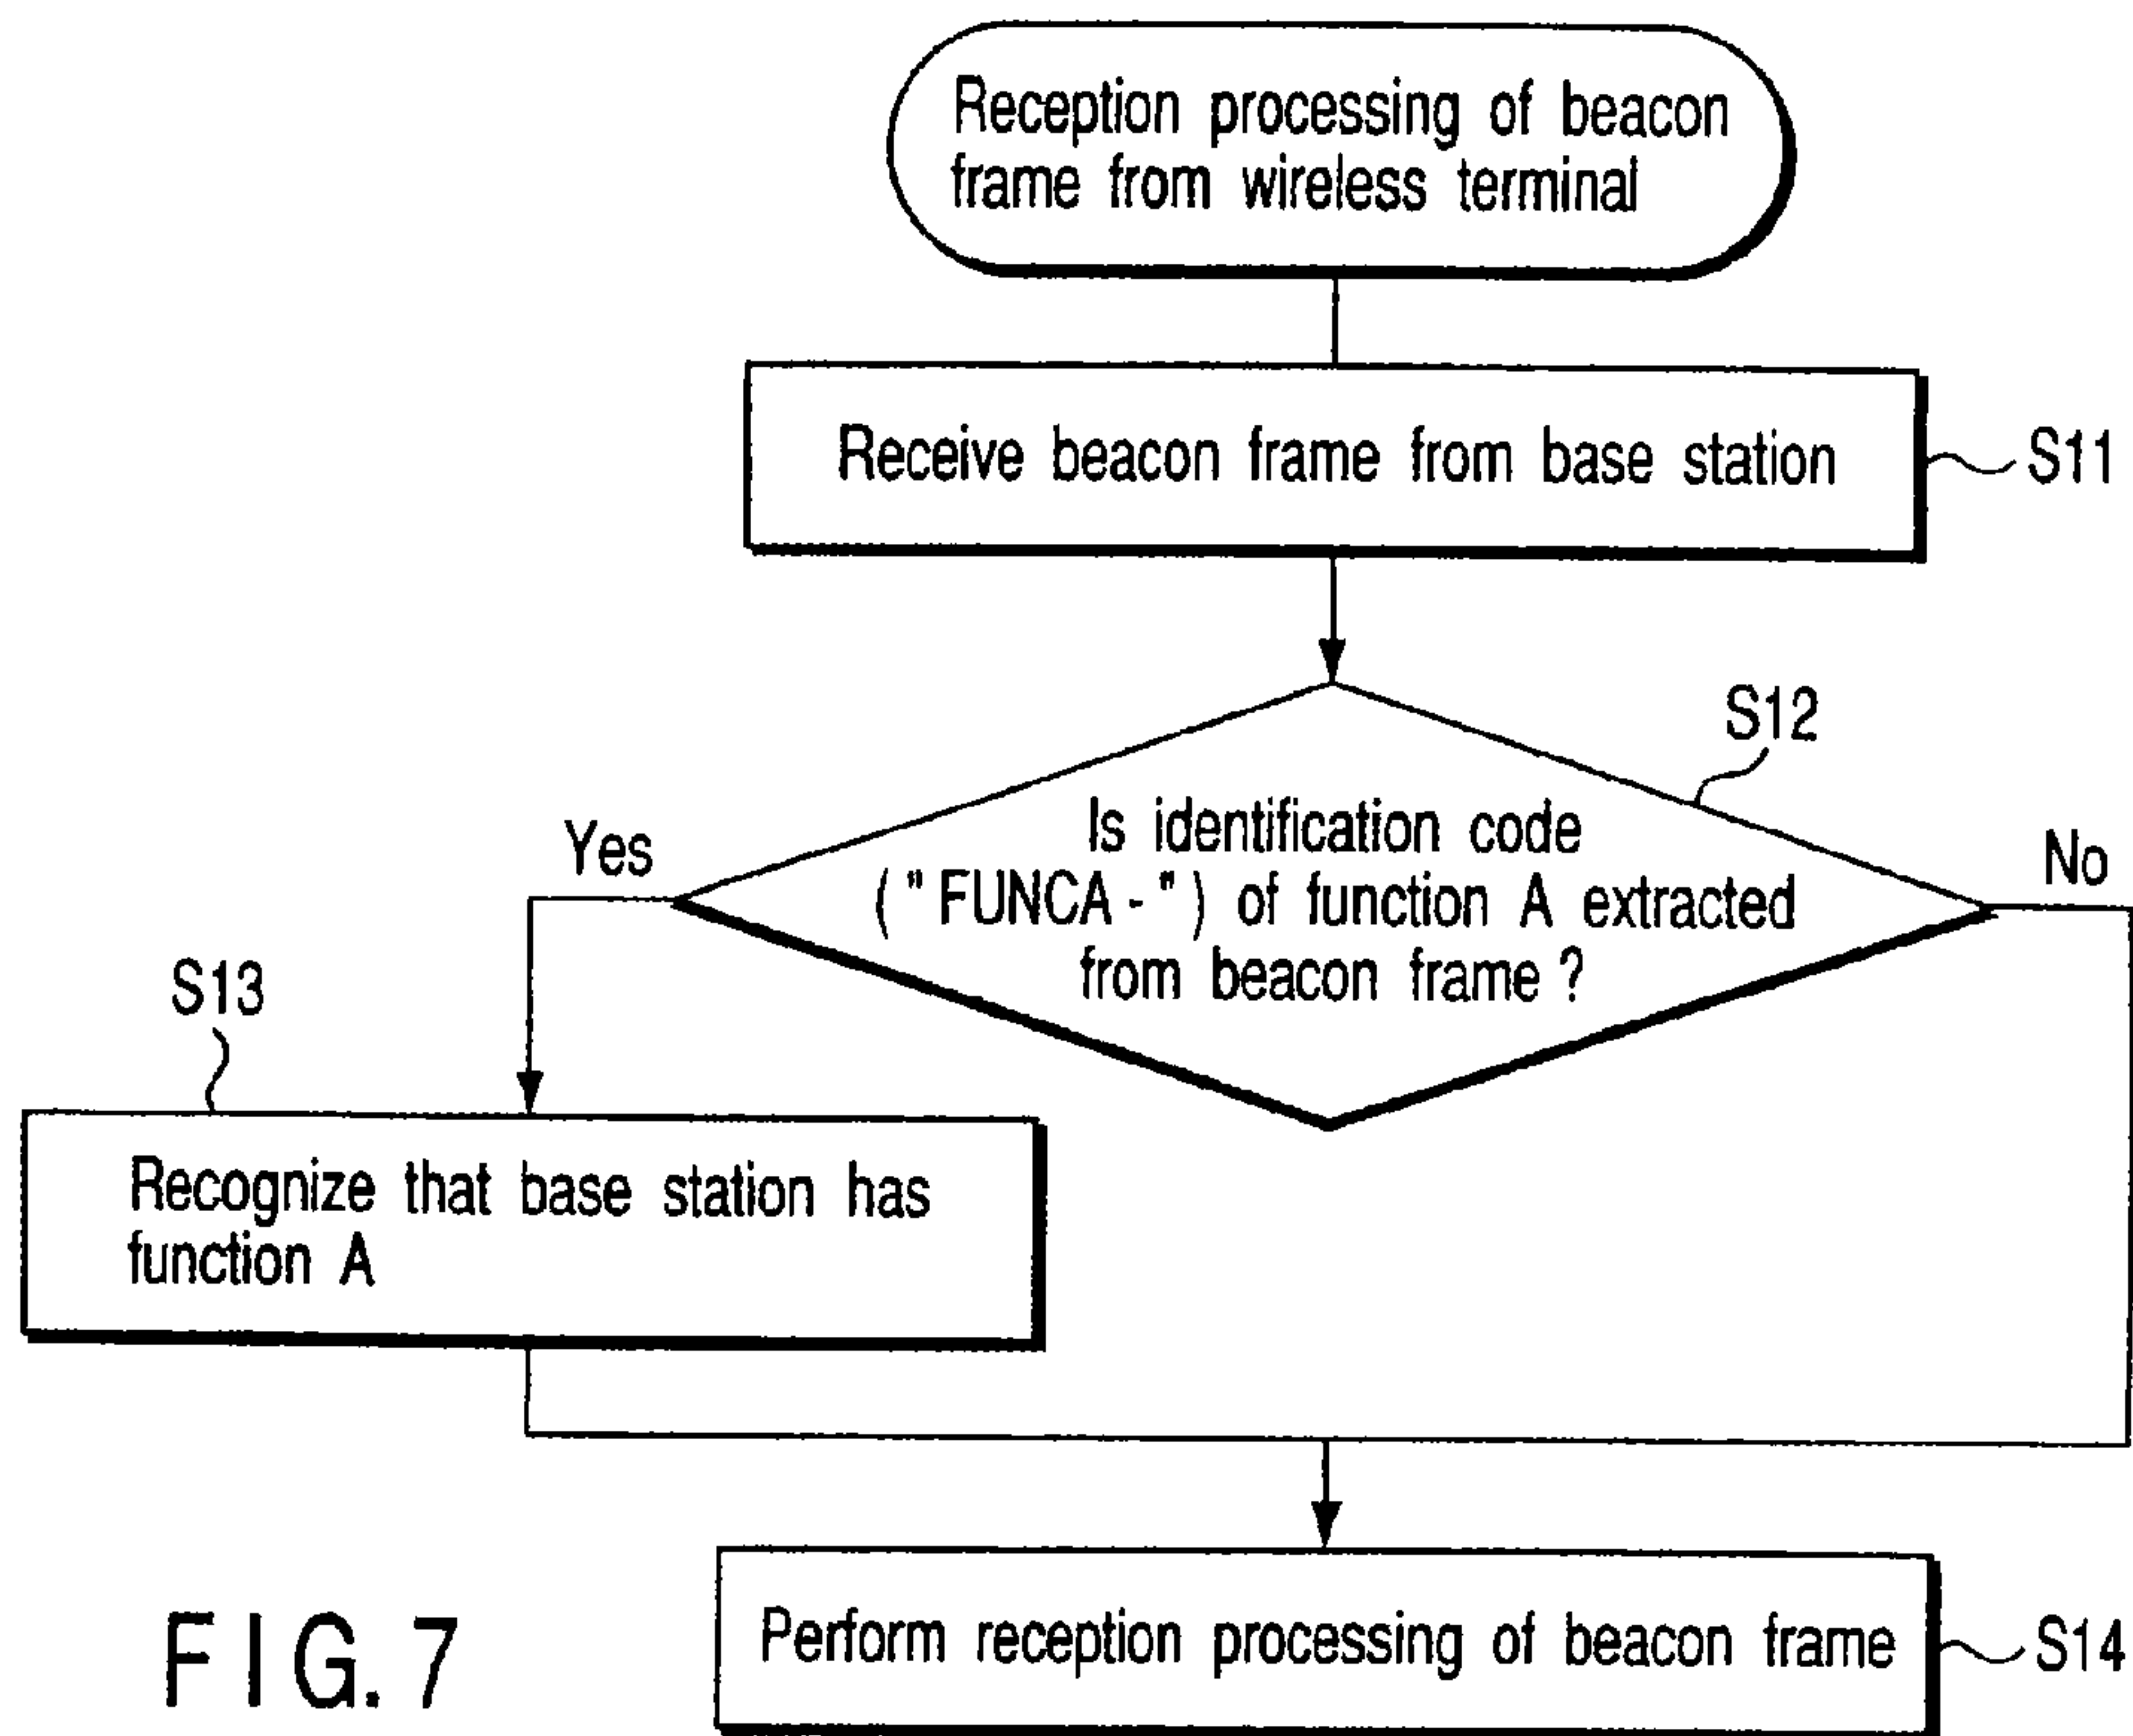 Reception processing of beacon
frame from wireless terminal
Receive beacon frame from base station
S11
S12
Is identification code
("FUNCA-") of function A extracted
from beacon frame?
Yes
No
S13
Recognize that base station has
function A
Perform reception processing of beacon frame
S14
FIG. 7